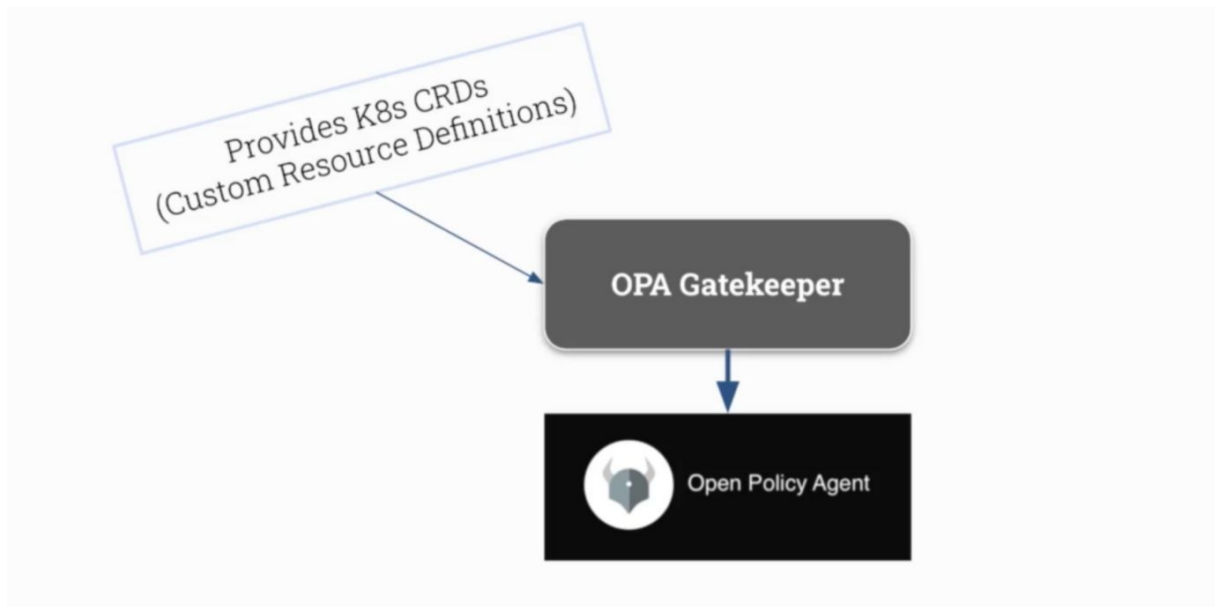 Provides K8s CRDs
(Custom Resource Definitions)
OPA Gatekeeper
Open Policy Agent